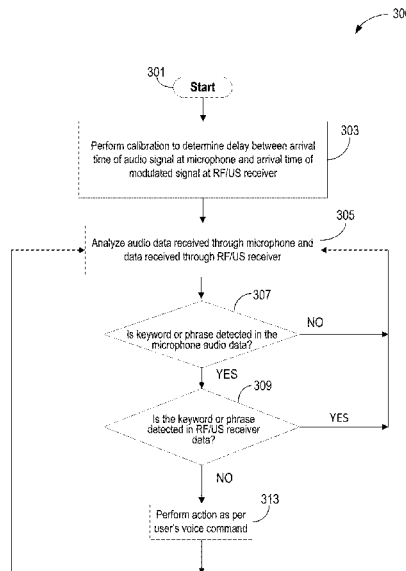 30
301
Start
303
Perform calibration to determine delay between arrival
time of audio signal at microphone and arrival time of
modulated signal at RF/US receiver
305
Analyze audio data received through microphone and
data received through RF/US receiver
307
Is keyword or phrase detected in the
microphone audio data?
NO
YES
309
Is the keyword or phrase
detected in RF/US receiver
data?
YES
NO
313
Perform action as per
user's voice command